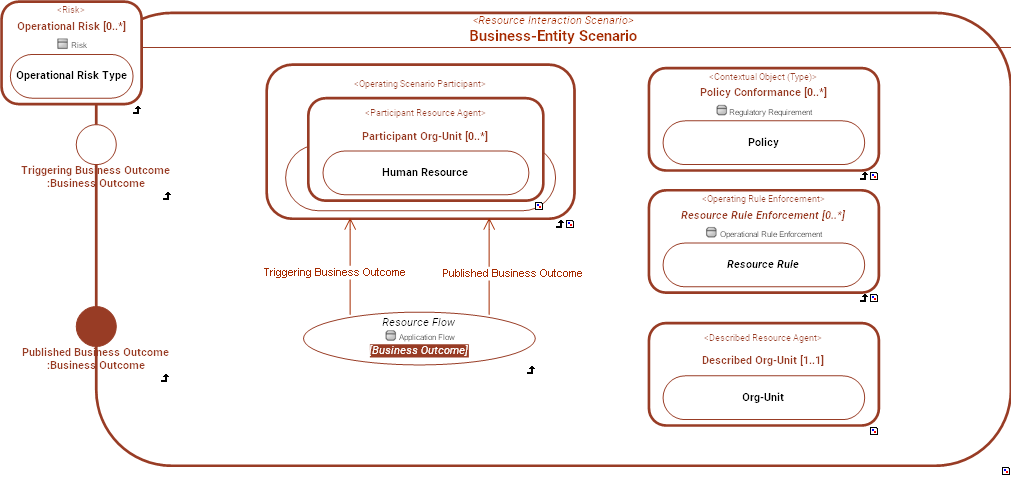 <Risk>
Operational Risk [0..*]
Risk
Operational Risk Type
<Resource Interaction Scenario>
Business-Entity Scenario
Triggering Business Outcome
:Business Outcome
Published Business Outcome
:Business Outcome
<Operating Scenario Participant>
<Participant Resource Agent>
Participant Org-Unit [0..*]
Human Resource
Triggering Business Outcome
Published Business Outcome
Resource Flow
Application Flow
[Business Outcome]
<Contextual Object (Type)>
Policy Conformance [0..*]
Regulatory Requirement
Policy
<Operating Rule Enforcement>
Resource Rule Enforcement [0..*]
Operational Rule Enforcement
Resource Rule
<Described Resource Agent>
Described Org-Unit [1..1]
Org-Unit